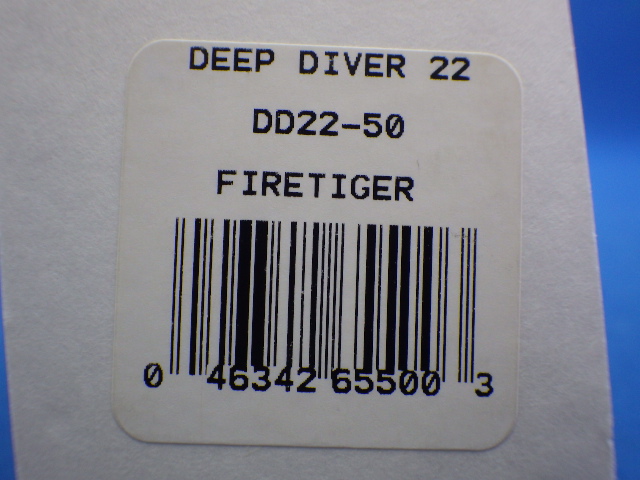 DEEP DIVER 22
DD22-50
FIRETIGER
0 46342 65500 3